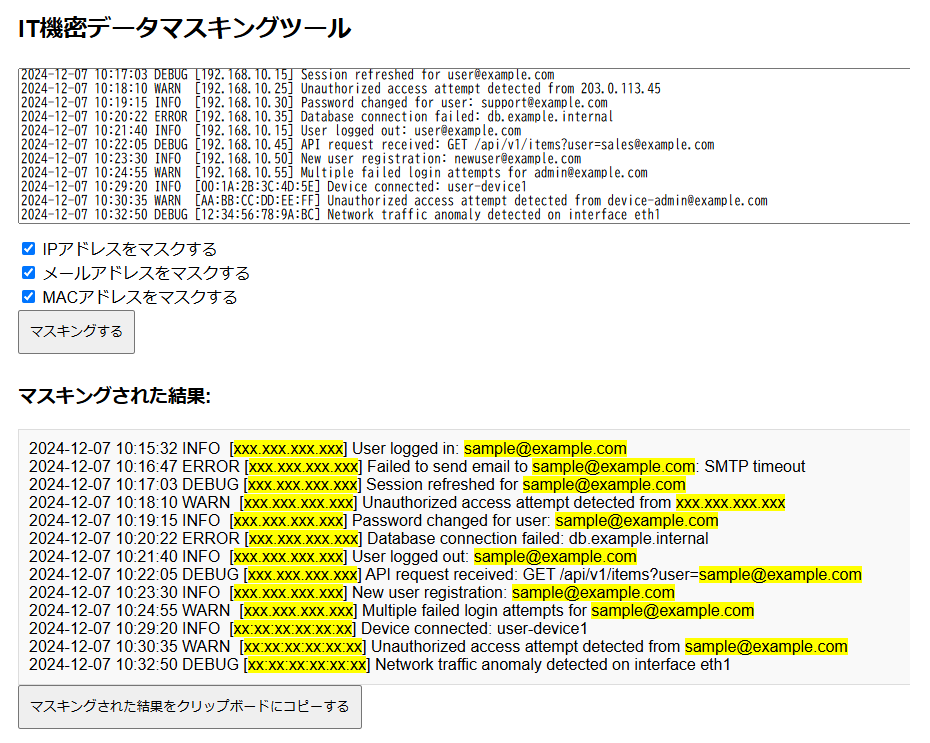 IT機密データマスキングツール
2024-12-07 10:17:03 DEBUG [192.168.10.15] Session refreshed for user@example.com
2024-12-07 10:18:10 WARN  [192.168.10.25] Unauthorized access attempt detected from 203.0.113.45
2024-12-07 10:19:15 INFO  [192.168.10.30] Password changed for user: support@example.com
2024-12-07 10:20:22 ERROR [192.168.10.35] Database connection failed: db.example.internal
2024-12-07 10:21:40 INFO  [192.168.10.15] User logged out: user@example.com
2024-12-07 10:22:05 DEBUG [192.168.10.45] API request received: GET /api/v1/items?user=sales@example.com
2024-12-07 10:23:30 INFO  [192.168.10.50] New user registration: newuser@example.com
2024-12-07 10:24:55 WARN  [192.168.10.55] Multiple failed login attempts for admin@example.com
2024-12-07 10:29:20 INFO  [00:1A:2B:3C:4D:5E] Device connected: user-device1
2024-12-07 10:30:35 WARN  [AA:BB:CC:DD:EE:FF] Unauthorized access attempt detected from device-admin@example.com
2024-12-07 10:32:50 DEBUG [12:34:56:78:9A:BC] Network traffic anomaly detected on interface eth1
IPアドレスをマスクする
メールアドレスをマスクする
MACアドレスをマスクする
マスキングする
マスキングされた結果:
2024-12-07 10:15:32 INFO  [xxx.xxx.xxx.xxx] User logged in: sample@example.com
2024-12-07 10:16:47 ERROR [xxx.xxx.xxx.xxx] Failed to send email to sample@example.com: SMTP timeout
2024-12-07 10:17:03 DEBUG [xxx.xxx.xxx.xxx] Session refreshed for sample@example.com
2024-12-07 10:18:10 WARN  [xxx.xxx.xxx.xxx] Unauthorized access attempt detected from xxx.xxx.xxx.xxx
2024-12-07 10:19:15 INFO  [xxx.xxx.xxx.xxx] Password changed for user: sample@example.com
2024-12-07 10:20:22 ERROR [xxx.xxx.xxx.xxx] Database connection failed: db.example.internal
2024-12-07 10:21:40 INFO  [xxx.xxx.xxx.xxx] User logged out: sample@example.com
2024-12-07 10:22:05 DEBUG [xxx.xxx.xxx.xxx] API request received: GET /api/v1/items?user=sample@example.com
2024-12-07 10:23:30 INFO  [xxx.xxx.xxx.xxx] New user registration: sample@example.com
2024-12-07 10:24:55 WARN  [xxx.xxx.xxx.xxx] Multiple failed login attempts for sample@example.com
2024-12-07 10:29:20 INFO  [xx:xx:xx:xx:xx:xx] Device connected: user-device1
2024-12-07 10:30:35 WARN  [xx:xx:xx:xx:xx:xx] Unauthorized access attempt detected from sample@example.com
2024-12-07 10:32:50 DEBUG [xx:xx:xx:xx:xx:xx] Network traffic anomaly detected on interface eth1
マスキングされた結果をクリップボードにコピーする